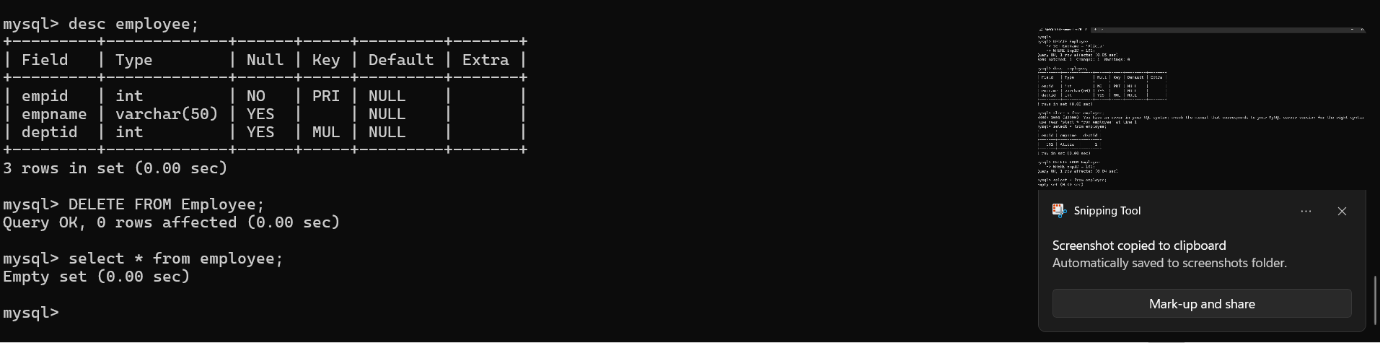 mysql> desc employee;
+---------+-------------+------+-----+---------+-------+
| Field   | Type        | Null | Key | Default | Extra |
+---------+-------------+------+-----+---------+-------+
| empid   | int         | NO   | PRI | NULL    |       |
| empname | varchar(50) | YES  |     | NULL    |       |
| deptid  | int         | YES  | MUL | NULL    |       |
+---------+-------------+------+-----+---------+-------+
3 rows in set (0.00 sec)
mysql> DELETE FROM Employee;
Query OK, 0 rows affected (0.00 sec)
mysql> select * from employee;
Empty set (0.00 sec)
mysql>
Snipping Tool
Screenshot copied to clipboard
Automatically saved to screenshots folder.
Mark-up and share